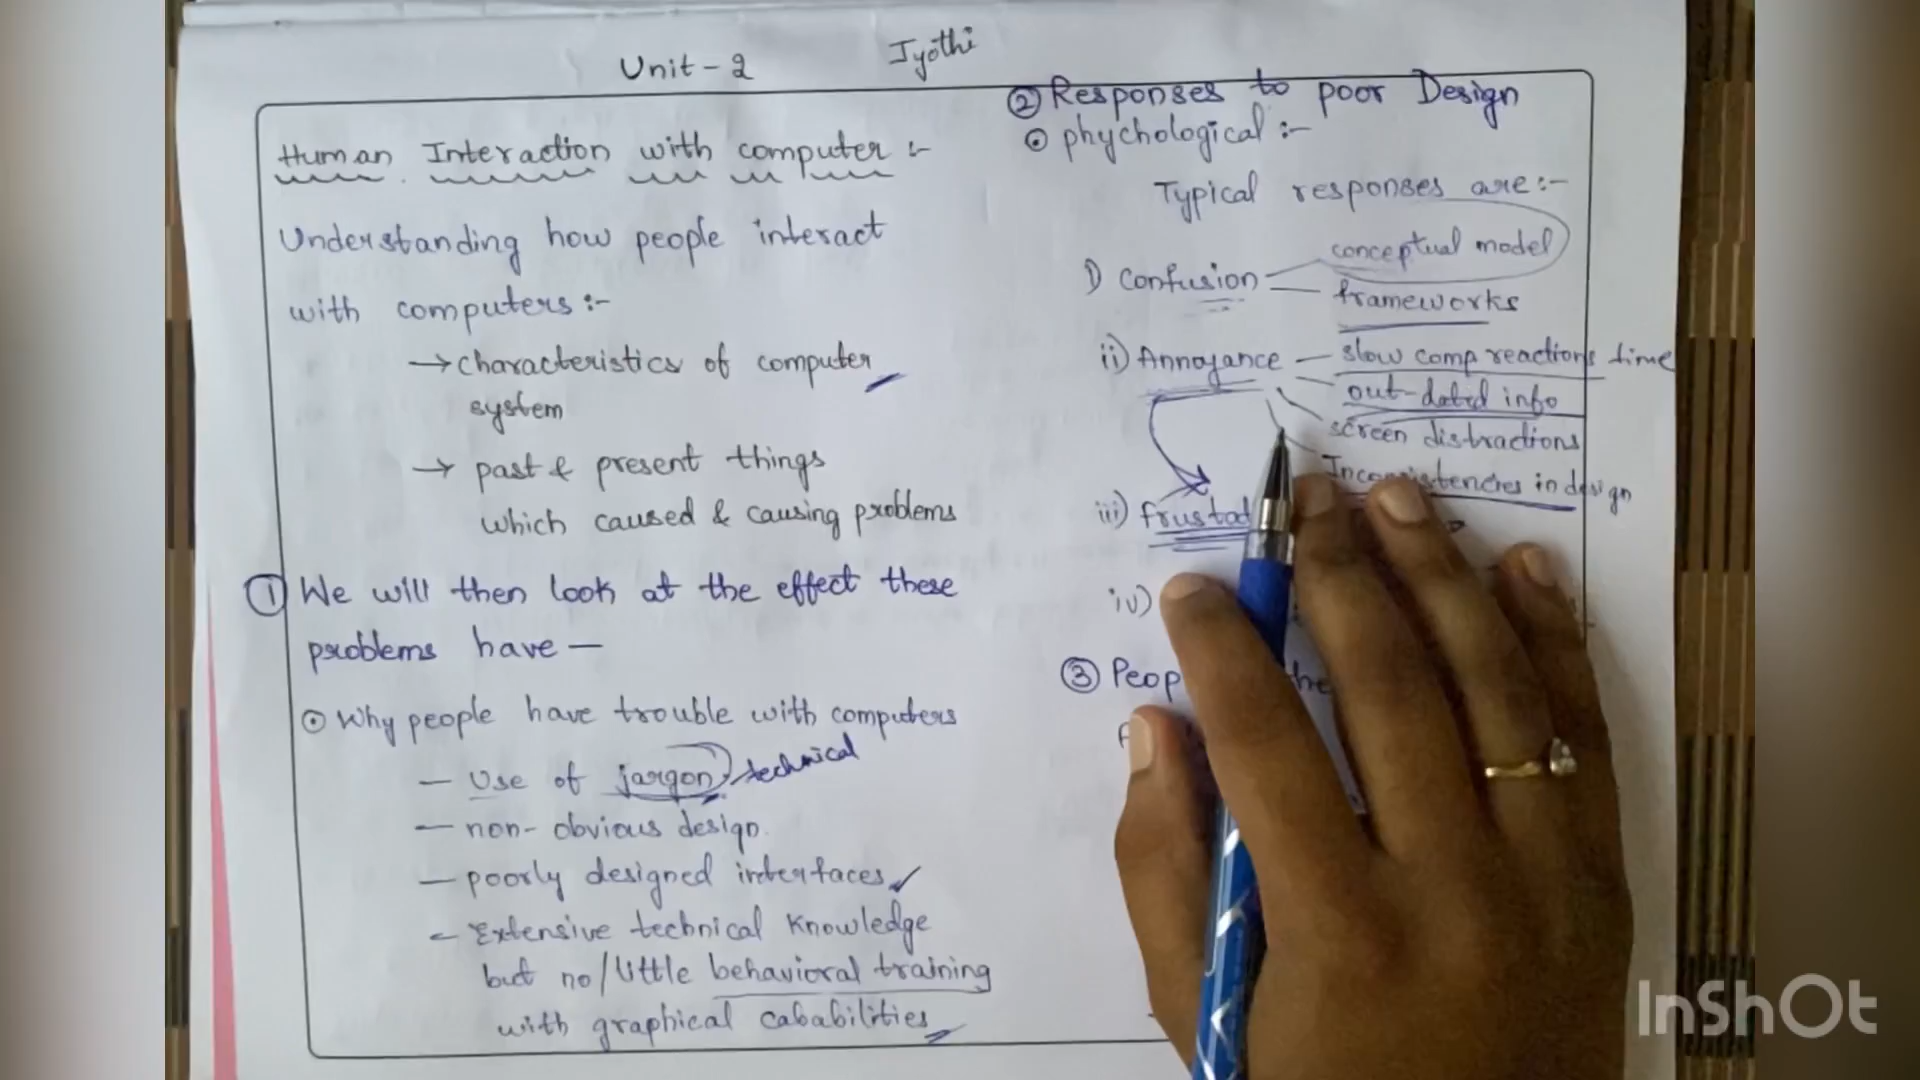 Unit - 2
Jyothi
Human Interaction with computer :-
Understanding how people interact
with computers :-
→ characteristics of computer
system
→ past & present things
which caused & causing problems
① We will then look at the effect these
problems have —
⊙ Why people have trouble with computers
— Use of jargon technical
— non-obvious design.
— poorly designed interfaces
— Extensive technical knowledge
but no/little behavioral training
with graphical cababilities
② Responses to poor Design
⊙ phychological :-
Typical responses are :-
conceptual model
i) Confusion
frameworks
ii) Annoyance — slow comp reactions time
out-dated info
screen distractions
Inconsistencies in design
iii)
iv)
③
InShOt